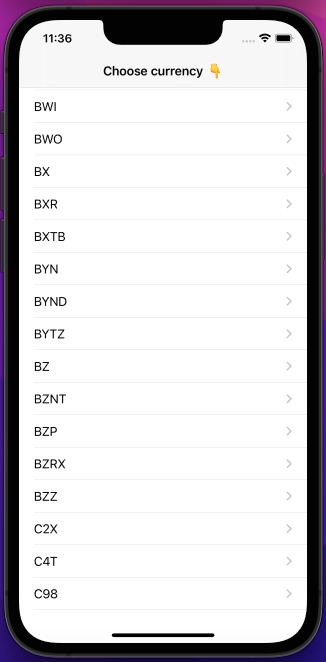 11:36
Choose currency 👇
BWI
BWO
BX
BXR
BXTB
BYN
BYND
BYTZ
BZ
BZNT
BZP
BZRX
BZZ
C2X
C4T
C98